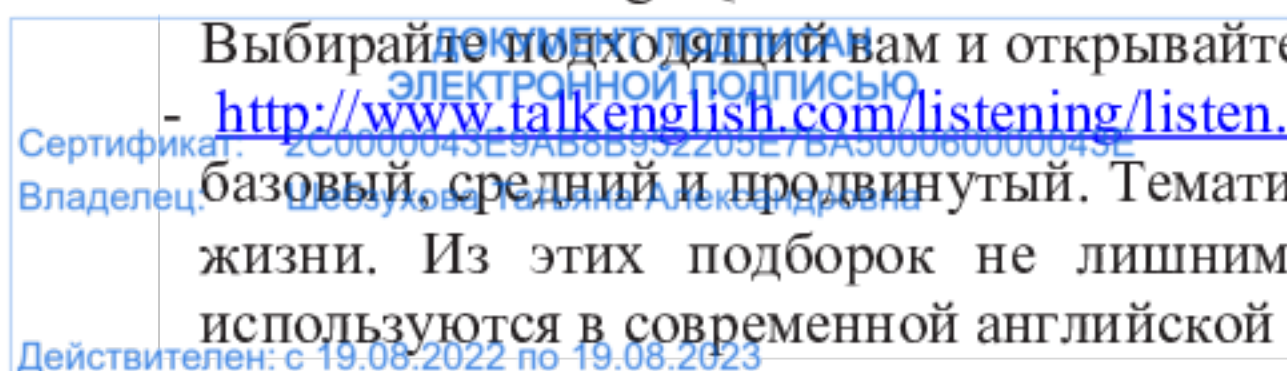 Выбирайте подходящий вам и открывайте
ДОКУМЕНТ ПОДПИСАН
ЭЛЕКТРОННОЙ ПОДПИСЬЮ
- http://www.talkenglish.com/listening/listen.
Сертификат: 2C0000043E9AB8B952205E7BA500060000043E
базовый, средний и продвинутый. Темати
Владелец: Шебзухова Татьяна Александровна
жизни. Из этих подборок не лишним
используются в современной английской
Действителен: с 19.08.2022 по 19.08.2023